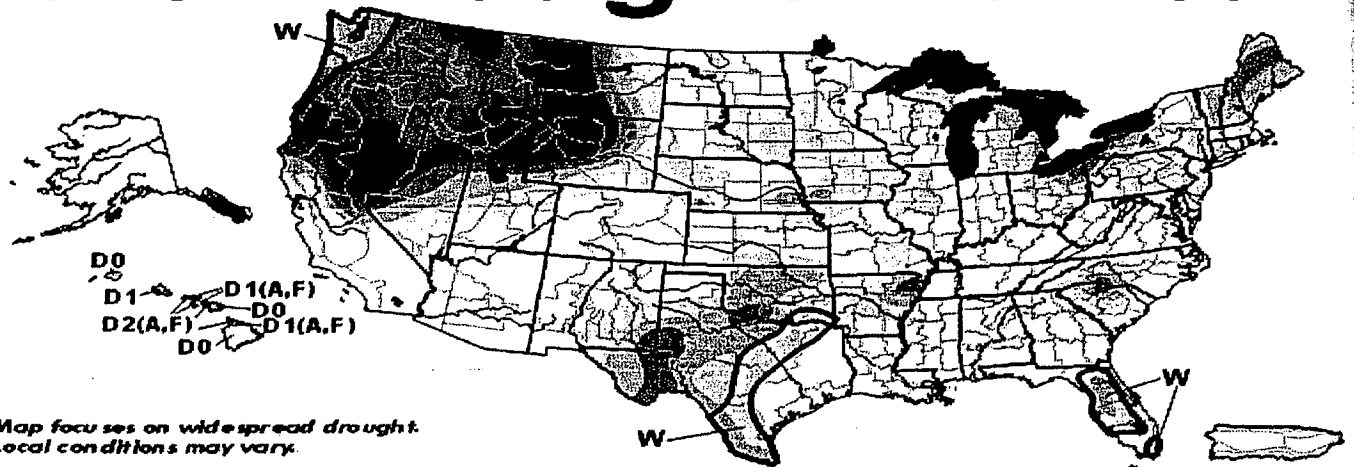 W
D0
D1
D1(A,F)
D0
D2(A,F)
D1(A,F)
D0
W
W
Map focuses on widespread drought.
Local conditions may vary.